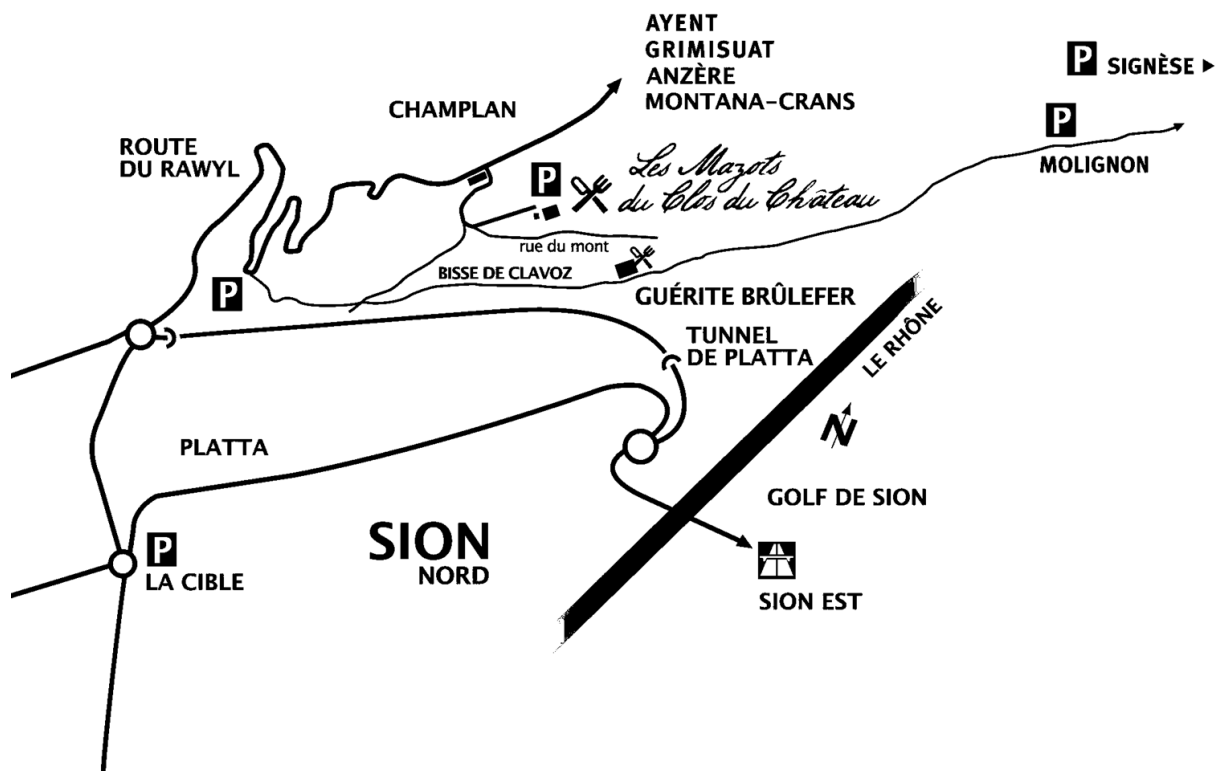 AYENT
GRIMISUAT
ANZÈRE
MONTANA-CRANS
P SIGNÈSE
CHAMPLAN
P
MOLIGNON
ROUTE
DU RAWYL
P
Les Mazots
du Clos du Château
rue du mont
BISSE DE CLAVOZ
P
GUÉRITE BRÛLEFER
TUNNEL
DE PLATTA
LE RHÔNE
N
PLATTA
GOLF DE SION
SION
NORD
P
LA CIBLE
SION EST